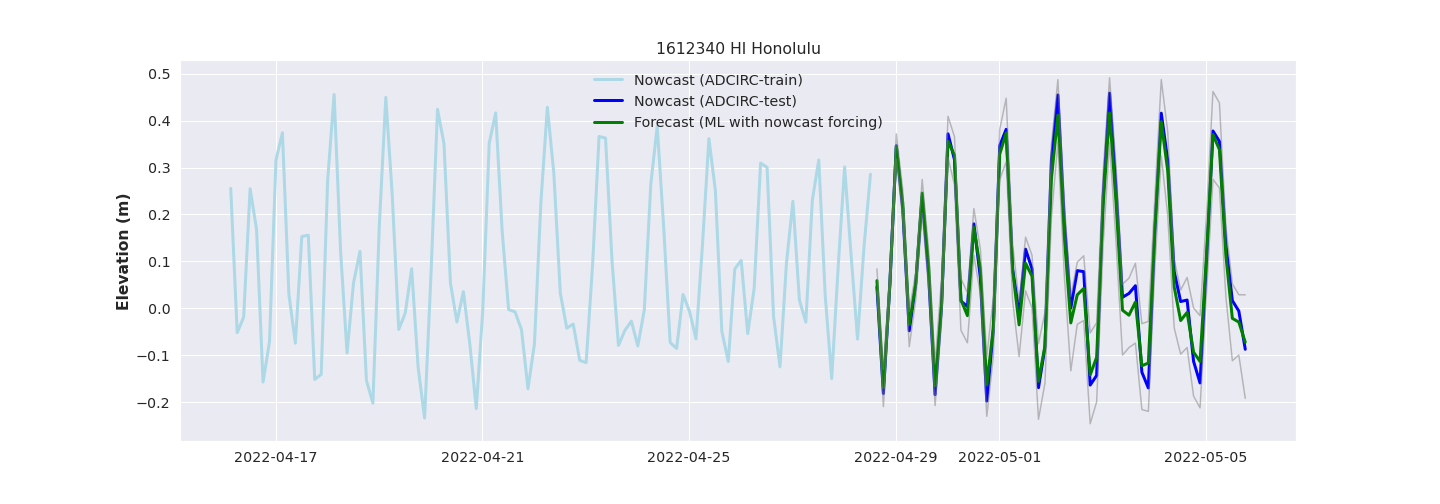 1612340 HI Honolulu
Nowcast (ADCIRC-train)
Nowcast (ADCIRC-test)
Forecast (ML with nowcast forcing)
Elevation (m)
0.5
0.4
0.3
0.2
0.1
0.0
−0.1
−0.2
2022-04-17 2022-04-21 2022-04-25 2022-04-29 2022-05-01 2022-05-05